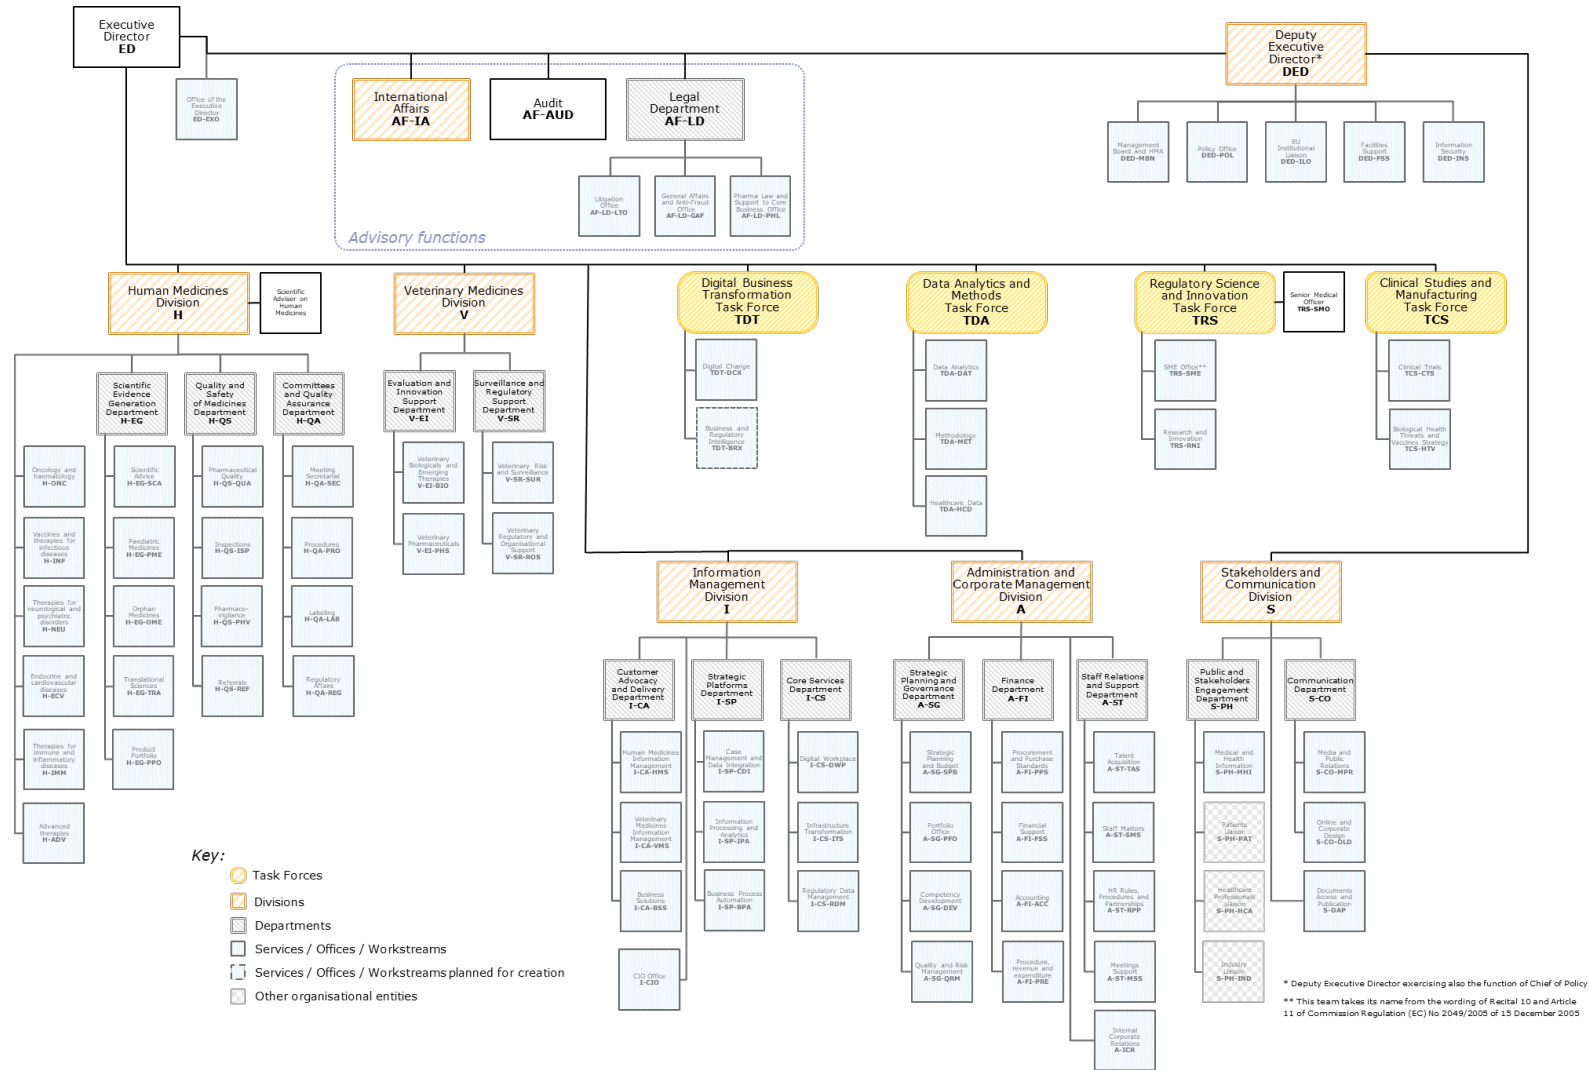 Executive
Director
ED
Deputy
Executive
Director*
DED
Office of the
Executive
Director
ED-EXO
International
Affairs
AF-IA
Audit
AF-AUD
Legal
Department
AF-LD
Litigation
Office
AF-LD-LTO
General Affairs
and Anti-Fraud
Office
AF-LD-GAF
Pharma Law and
Support to Core
Business Office
AF-LD-PHL
Advisory functions
Management
Board and HMA
DED-MBN
Policy Office
DED-POL
EU
Institutional
Liaison
DED-ILO
Facilities
Support
DED-FSS
Information
Security
DED-INS
Human Medicines
Division
H
Scientific
Adviser on
Human
Medicines
Veterinary Medicines
Division
V
Digital Business
Transformation
Task Force
TDT
Data Analytics and
Methods
Task Force
TDA
Regulatory Science
and Innovation
Task Force
TRS
Senior Medical
Officer
TRS-SMO
Clinical Studies and
Manufacturing
Task Force
TCS
Scientific
Evidence
Generation
Department
H-EG
Quality and
Safety
of Medicines
Department
H-QS
Committees
and Quality
Assurance
Department
H-QA
Evaluation and
Innovation
Support
Department
V-EI
Surveillance and
Regulatory
Support
Department
V-SR
Digital Change
TDT-DCX
Business and
Regulatory
Intelligence
TDT-BRX
Data Analytics
TDA-DAT
Methodology
TDA-MET
Healthcare Data
TDA-HCD
SME Office**
TRS-SME
Research and
Innovation
TRS-RNI
Clinical Trials
TCS-CTS
Biological Health
Threats and
Vaccines Strategy
TCS-HTV
Oncology and
haematology
H-ONC
Vaccines and
therapies for
infectious
diseases
H-INF
Therapies for
neurological and
psychiatric
disorders
H-NEU
Endocrine and
cardiovascular
diseases
H-ECV
Therapies for
immune and
inflammatory
diseases
H-IMM
Advanced
therapies
H-ADV
Scientific
Advice
H-EG-SCA
Paediatric
Medicines
H-EG-PME
Orphan
Medicines
H-EG-OME
Translational
Sciences
H-EG-TRA
Product
Portfolio
H-EG-PPO
Pharmaceutical
Quality
H-QS-QUA
Inspections
H-QS-ISP
Pharmaco-
vigilance
H-QS-PHV
Referrals
H-QS-REF
Meeting
Secretariat
H-QA-SEC
Procedures
H-QA-PRO
Labeling
H-QA-LAB
Regulatory
Affairs
H-QA-REG
Veterinary
Biologicals and
Emerging
Therapies
V-EI-BIO
Veterinary
Pharmaceuticals
V-EI-PHS
Veterinary Risk
and Surveillance
V-SR-SUR
Veterinary
Regulatory and
Organisational
Support
V-SR-ROS
Information
Management
Division
I
Administration and
Corporate Management
Division
A
Stakeholders and
Communication
Division
S
Customer
Advocacy
and Delivery
Department
I-CA
Strategic
Platforms
Department
I-SP
Core Services
Department
I-CS
Strategic
Planning and
Governance
Department
A-SG
Finance
Department
A-FI
Staff Relations
and Support
Department
A-ST
Public and
Stakeholders
Engagement
Department
S-PH
Communication
Department
S-CO
Human Medicines
Information
Management
I-CA-HMS
Veterinary
Medicines
Information
Management
I-CA-VMS
Business
Solutions
I-CA-BSS
CIO Office
I-CIO
Case
Management and
Data Integration
I-SP-CDI
Information
Processing and
Analytics
I-SP-IPA
Business Process
Automation
I-SP-BPA
Digital Workplace
I-CS-DWP
Infrastructure
Transformation
I-CS-ITS
Regulatory Data
Management
I-CS-RDM
Strategic
Planning
and Budget
A-SG-SPB
Portfolio
Office
A-SG-PFO
Competency
Development
A-SG-DEV
Quality and Risk
Management
A-SG-QRM
Procurement
and Purchase
Standards
A-FI-PPS
Financial
Support
A-FI-FSS
Accounting
A-FI-ACC
Procedure,
revenue and
expenditure
A-FI-PRE
Talent
Acquisition
A-ST-TAS
Staff Matters
A-ST-SMS
HR Rules,
Procedures and
Partnerships
A-ST-RPP
Meetings
Support
A-ST-MSS
Internal
Corporate
Relations
A-ICR
Medical and
Health
Information
S-PH-MHI
Patients
Liaison
S-PH-PAT
Healthcare
Professionals
Liaison
S-PH-HCA
Industry
Liaison
S-PH-IND
Media and
Public
Relations
S-CO-MPR
Online and
Corporate
Design
S-CO-OLD
Documents
Access and
Publication
S-DAP
Key:
Task Forces
Divisions
Departments
Services / Offices / Workstreams
Services / Offices / Workstreams planned for creation
Other organisational entities
* Deputy Executive Director exercising also the function of Chief of Policy
** This team takes its name from the wording of Recital 10 and Article
11 of Commission Regulation (EC) No 2049/2005 of 15 December 2005